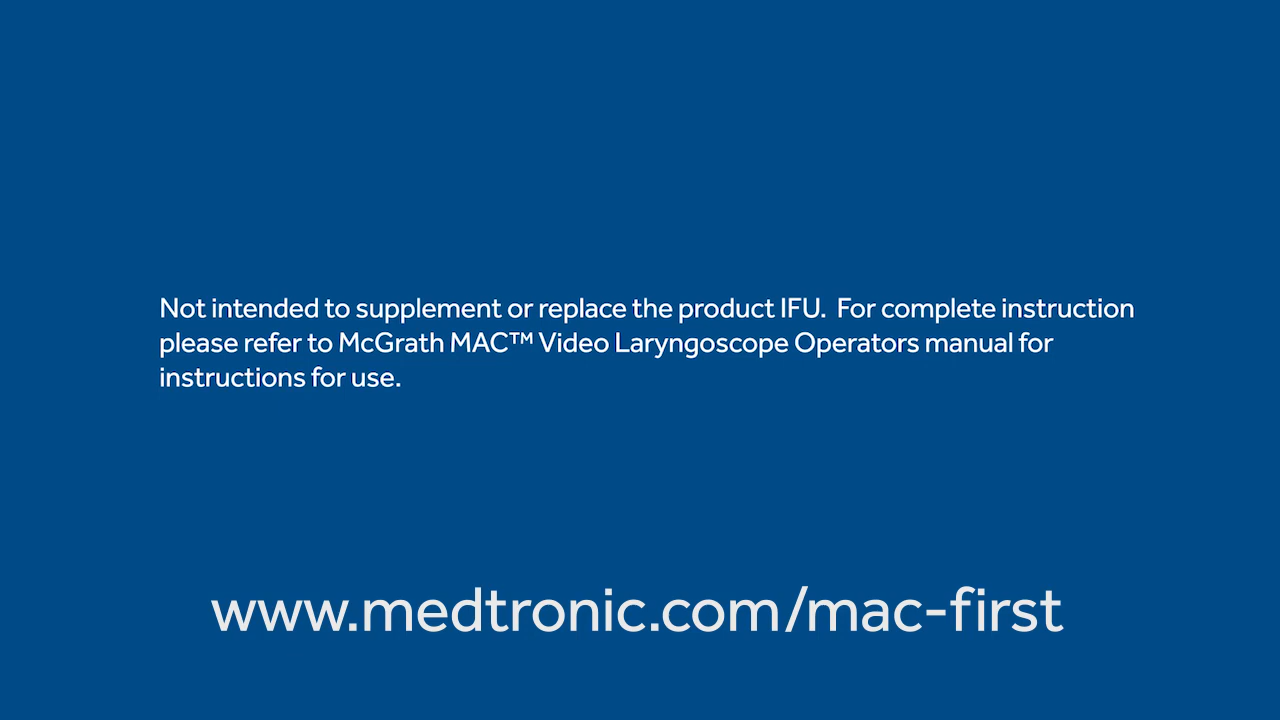 Not intended to supplement or replace the product IFU.  For complete instruction
please refer to McGrath MAC™ Video Laryngoscope Operators manual for
instructions for use.
www.medtronic.com/mac-first